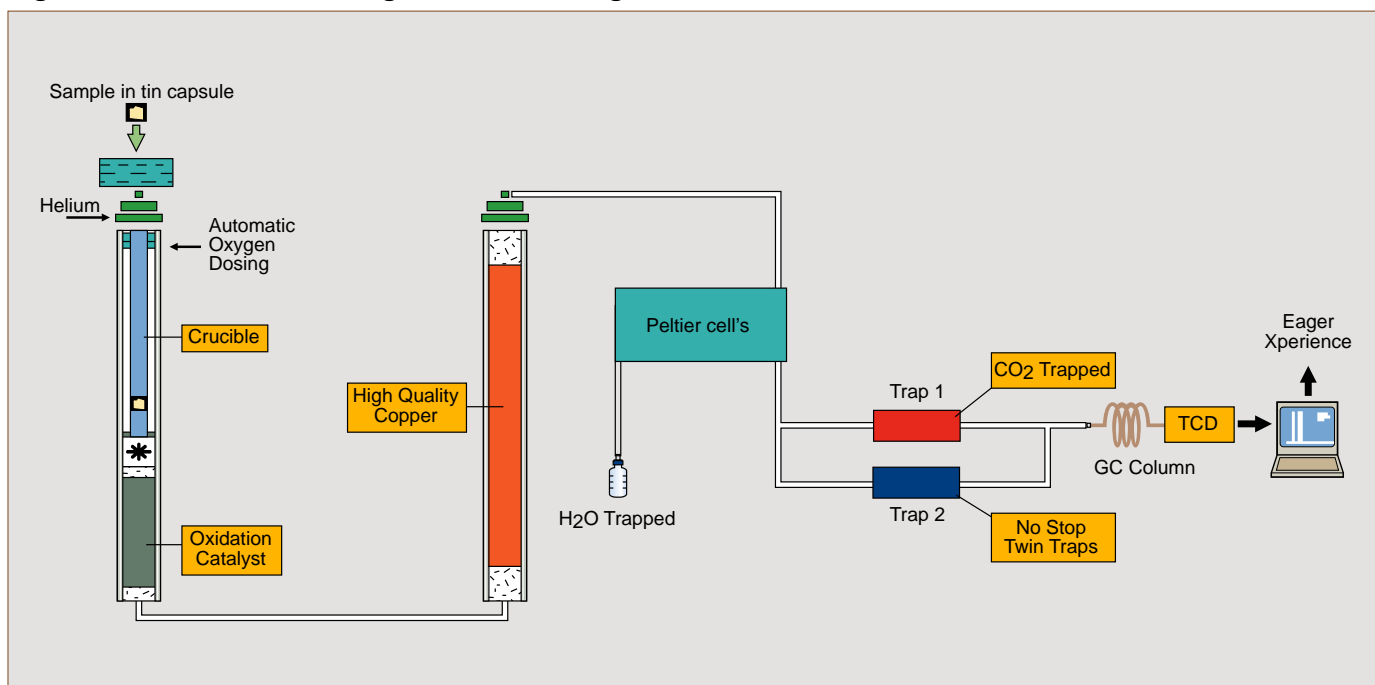 Sample in tin capsule
Helium
Automatic
Oxygen
Dosing
Crucible
High Quality
Copper
Oxidation
Catalyst
Peltier cell's
H2O Trapped
Trap 1
CO2 Trapped
Trap 2
No Stop
Twin Traps
GC Column
TCD
Eager
Xperience